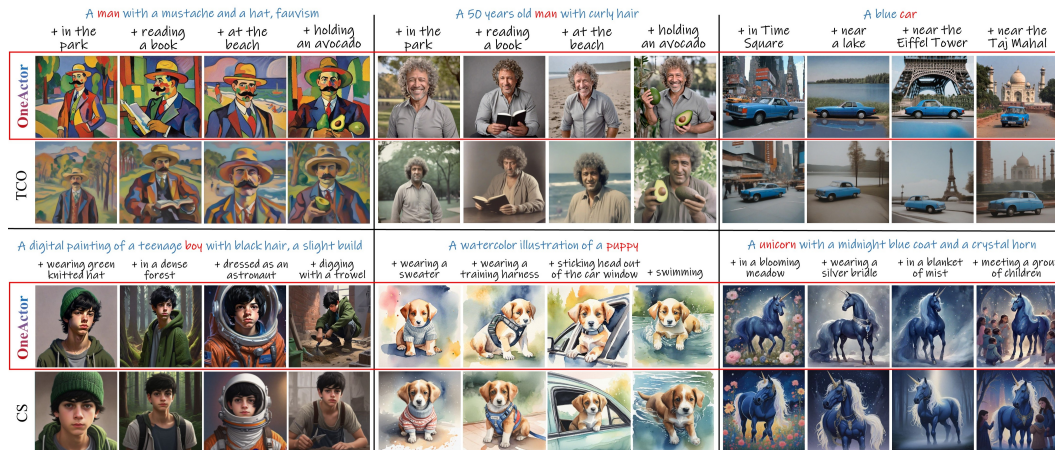 A man with a mustache and a hat, fauvism
+ in the park
+ reading a book
+ at the beach
+ holding an avocado
A 50 years old man with curly hair
+ in the park
+ reading a book
+ at the beach
+ holding an avocado
A blue car
+ in Time Square
+ near a lake
+ near the Eiffel Tower
+ near the Taj Mahal
OneActor
TCO
A digital painting of a teenage boy with black hair, a slight build
+ wearing green knitted hat
+ in a dense forest
+ dressed as an astronaut
+ digging with a trowel
A watercolor illustration of a puppy
+ wearing a sweater
+ wearing a training harness
+ sticking head out of the car window
+ swimming
A unicorn with a midnight blue coat and a crystal horn
+ in a blooming meadow
+ wearing a silver bridle
+ in a blanket of mist
+ meeting a grou of children
OneActor
CS